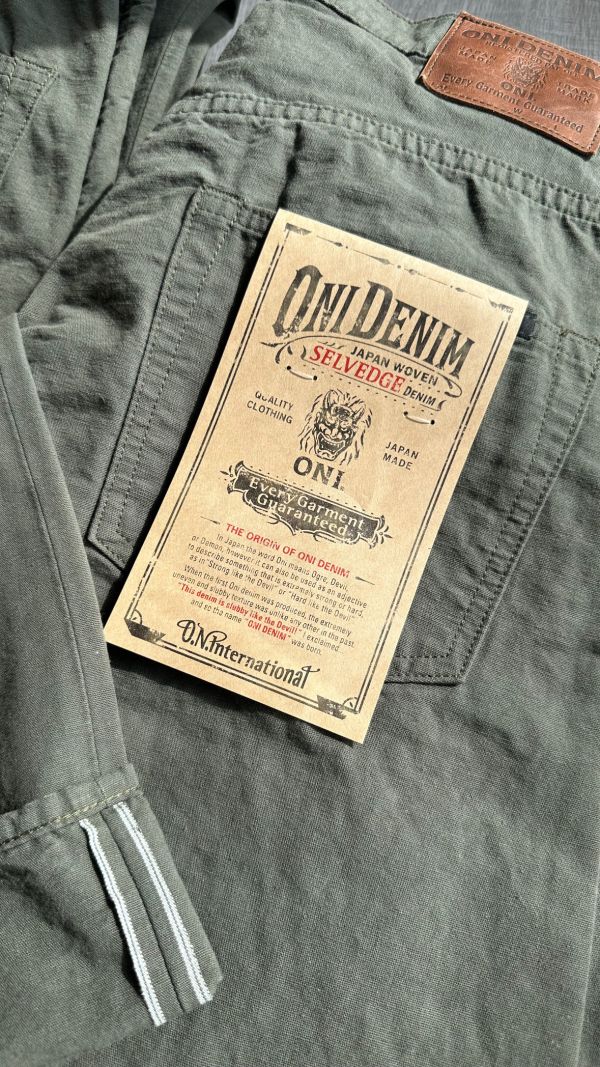 ONI DENIM
TRADE
MARK
ONI
Every Garment Guaranteed
W L
ONI DENIM
JAPAN WOVEN
SELVEDGE DENIM
QUALITY
CLOTHING
JAPAN
MADE
ONI.
Every Garment
Guaranteed
THE ORIGIN OF ONI DENIM
In Japan the word Oni means Ogre, Devil,
or Demon, however it can also be used as an adjective
to describe something that is extremely strong or hard,
as in "Strong like the Devil" or "Hard like the Devil"
When the first Oni denim was produced, the extremely
uneven and slubby texture was unlike any other in the past.
"This denim is slubby like the Devil!" I exclaimed
and so the name "ONI DENIM" was born.
O.N.International